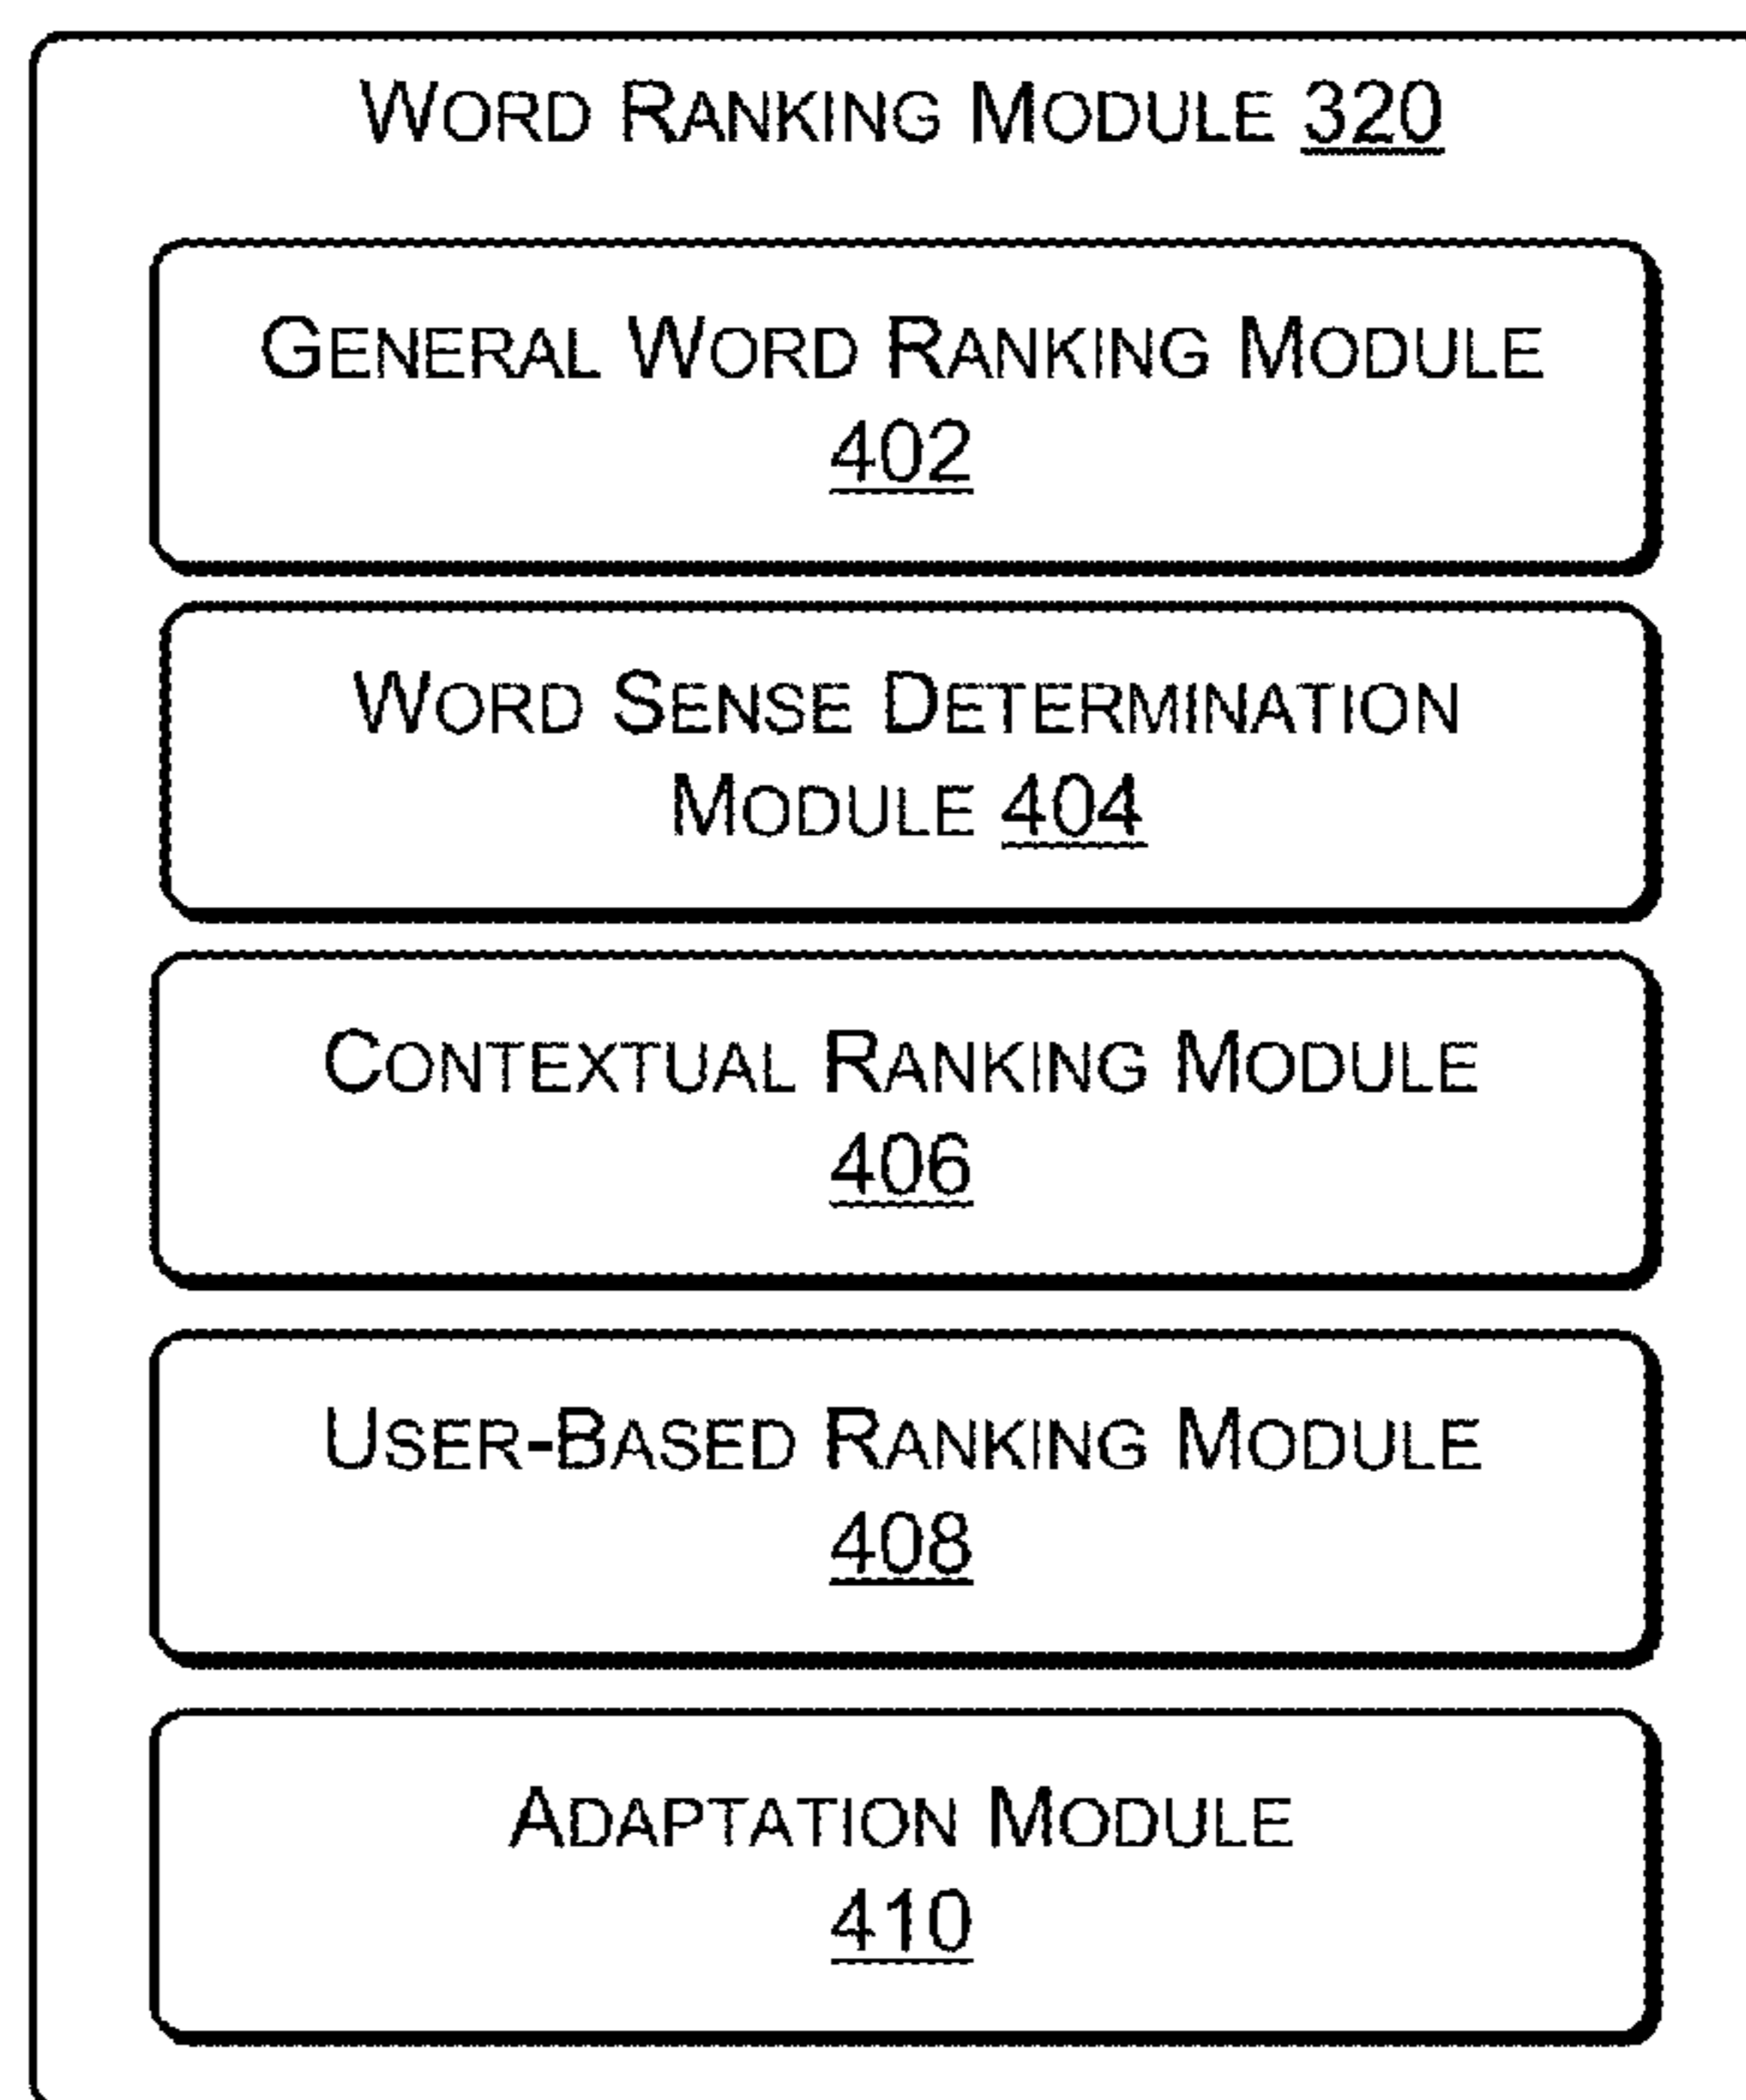 WORD RANKING MODULE 320
GENERAL WORD RANKING MODULE
402
WORD SENSE DETERMINATION
MODULE 404
CONTEXTUAL RANKING MODULE
406
USER-BASED RANKING MODULE
408
ADAPTATION MODULE
410